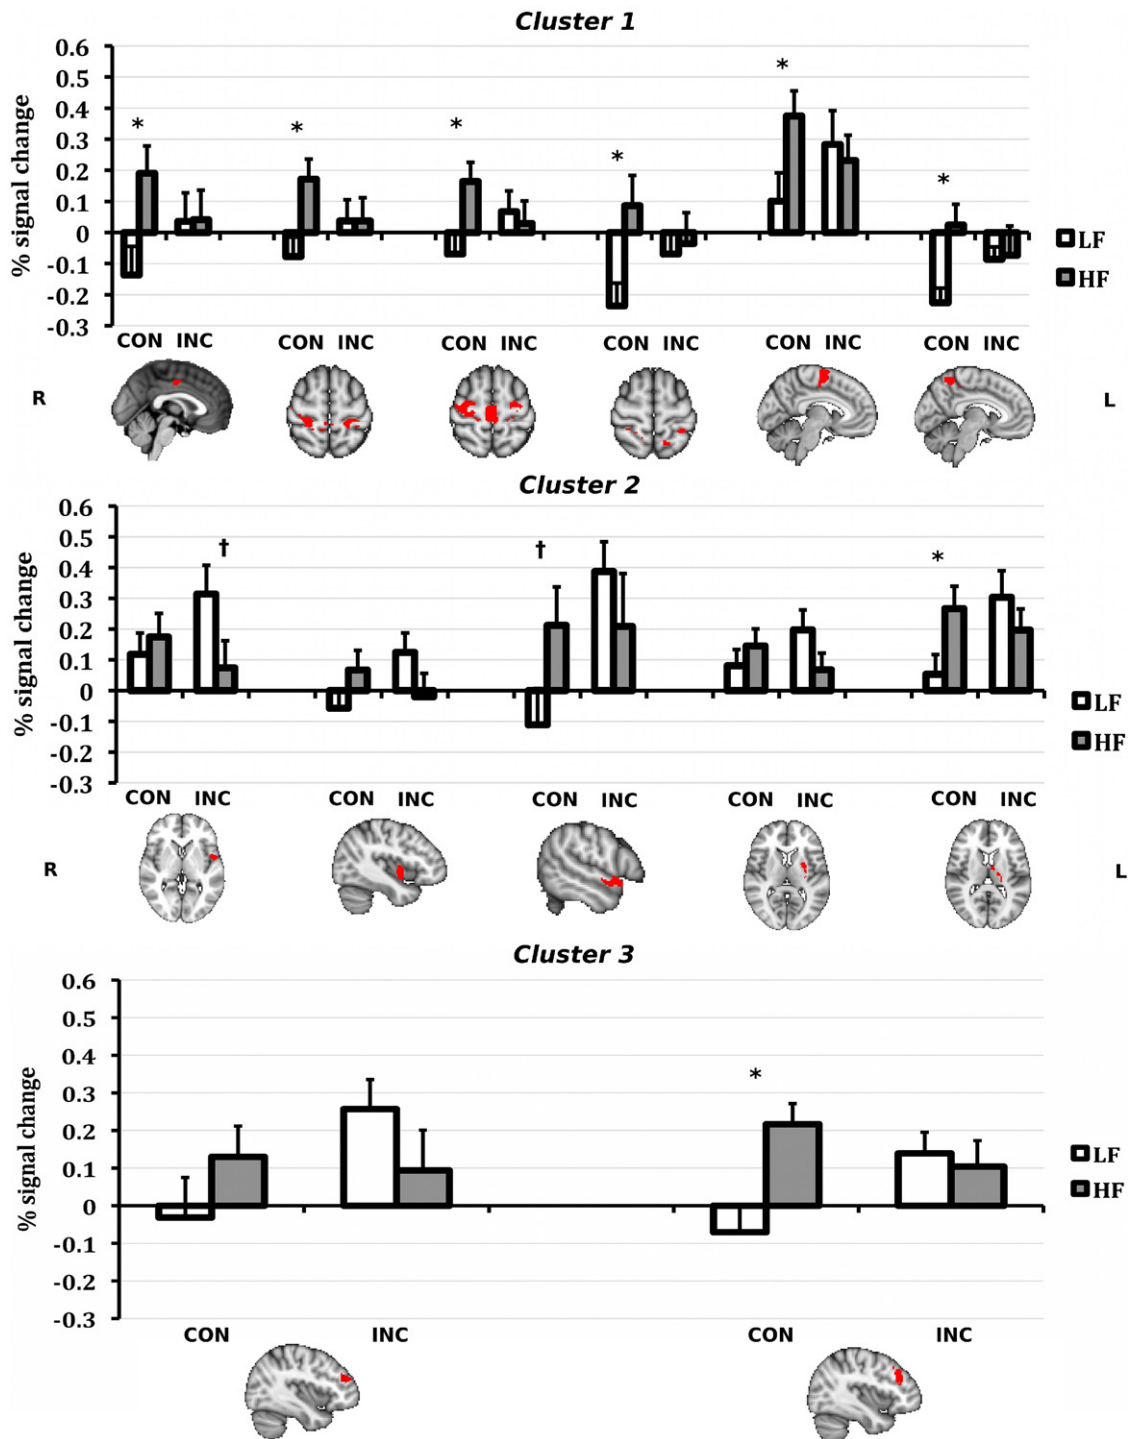 Cluster 1
% signal change
0.6
0.5
0.4
0.3
0.2
0.1
0
-0.1
-0.2
-0.3
* * * * * *
LF
HF
CON INC CON INC CON INC CON INC CON INC CON INC
R L
Cluster 2
% signal change
0.6
0.5
0.4
0.3
0.2
0.1
0
-0.1
-0.2
-0.3
† † *
LF
HF
CON INC CON INC CON INC CON INC CON INC
R L
Cluster 3
% signal change
0.6
0.5
0.4
0.3
0.2
0.1
0
-0.1
-0.2
-0.3
*
LF
HF
CON INC CON INC